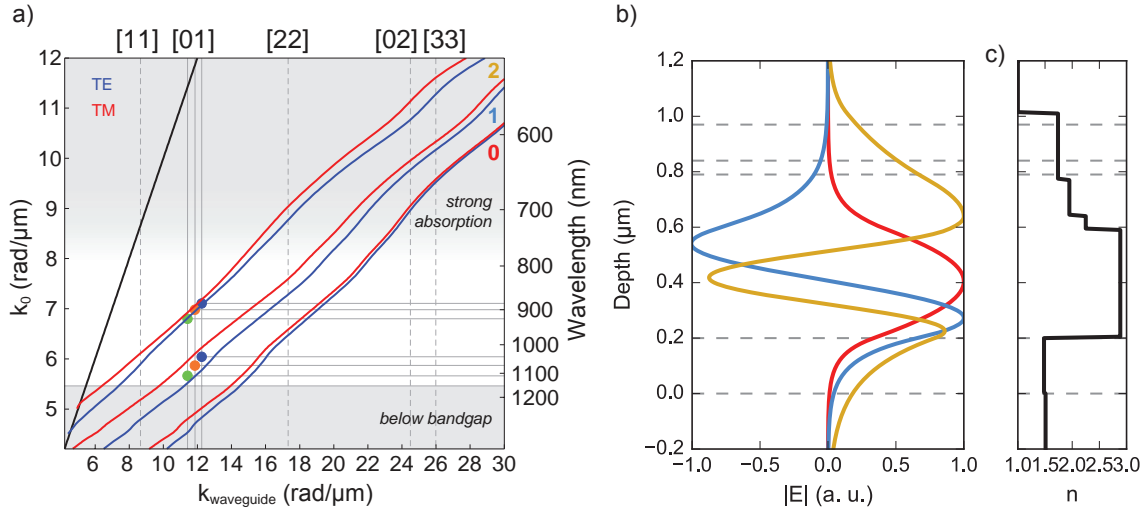 a)
[11] [01] [22] [02] [33]
12
11
10
9
8
7
6
5
k0 (rad/µm)
TE
TM
2
1
0
strong
absorption
below bandgap
600
700
800
900
1000
1100
1200
Wavelength (nm)
6 8 10 12 14 16 18 20 22 24 26 28 30
kwaveguide (rad/µm)
b)
1.2
1.0
0.8
0.6
0.4
0.2
0.0
−0.2
Depth (µm)
−1.0 −0.5 0.0 0.5 1.0
|E| (a. u.)
c)
1.01.52.02.53.0
n